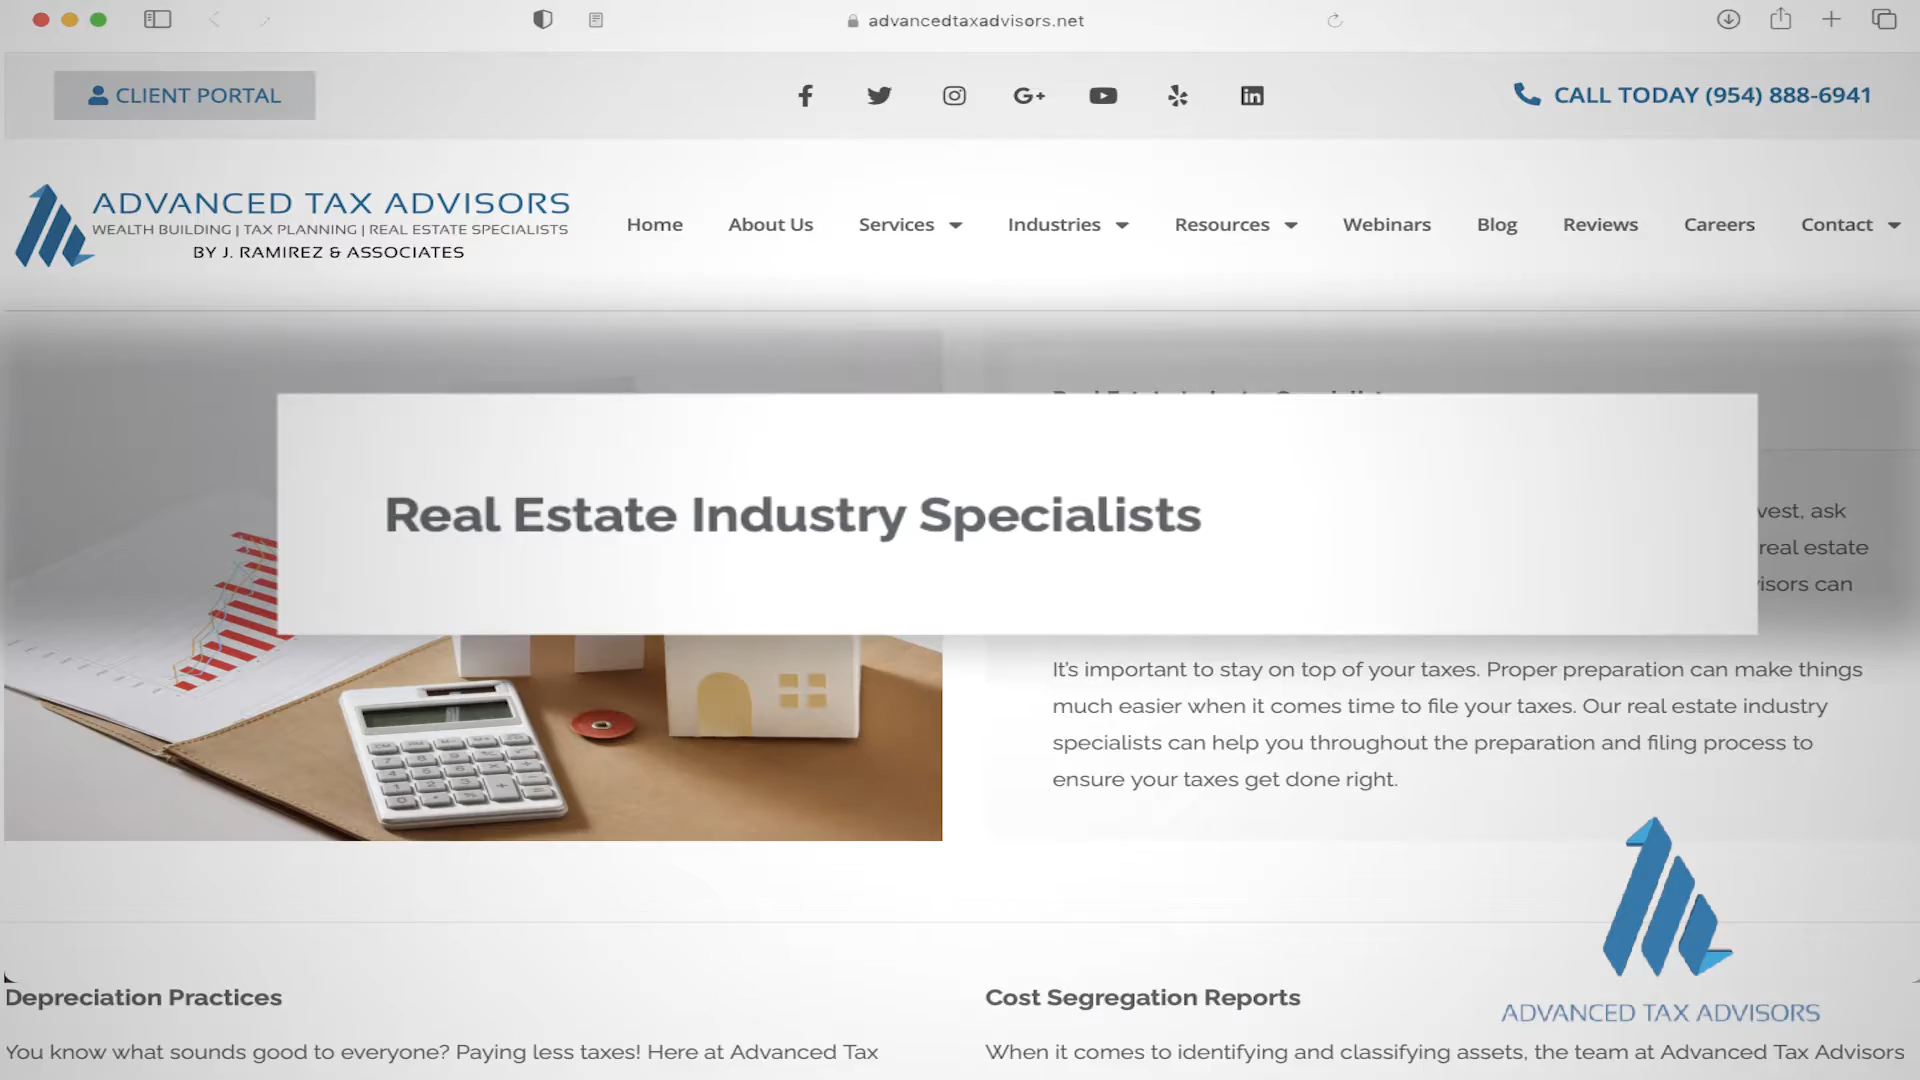 advancedtaxadvisors.net
CLIENT PORTAL
CALL TODAY (954) 888-6941
ADVANCED TAX ADVISORS
WEALTH BUILDING | TAX PLANNING | REAL ESTATE SPECIALISTS
BY J. RAMIREZ & ASSOCIATES
Home About Us Services Industries Resources Webinars Blog Reviews Careers Contact
Real Estate Industry Specialists
ask
real estate
can
It's important to stay on top of your taxes. Proper preparation can make things
much easier when it comes time to file your taxes. Our real estate industry
specialists can help you throughout the preparation and filing process to
ensure your taxes get done right.
ADVANCED TAX ADVISORS
Depreciation Practices
You know what sounds good to everyone? Paying less taxes! Here at Advanced Tax
Cost Segregation Reports
When it comes to identifying and classifying assets, the team at Advanced Tax Advisors